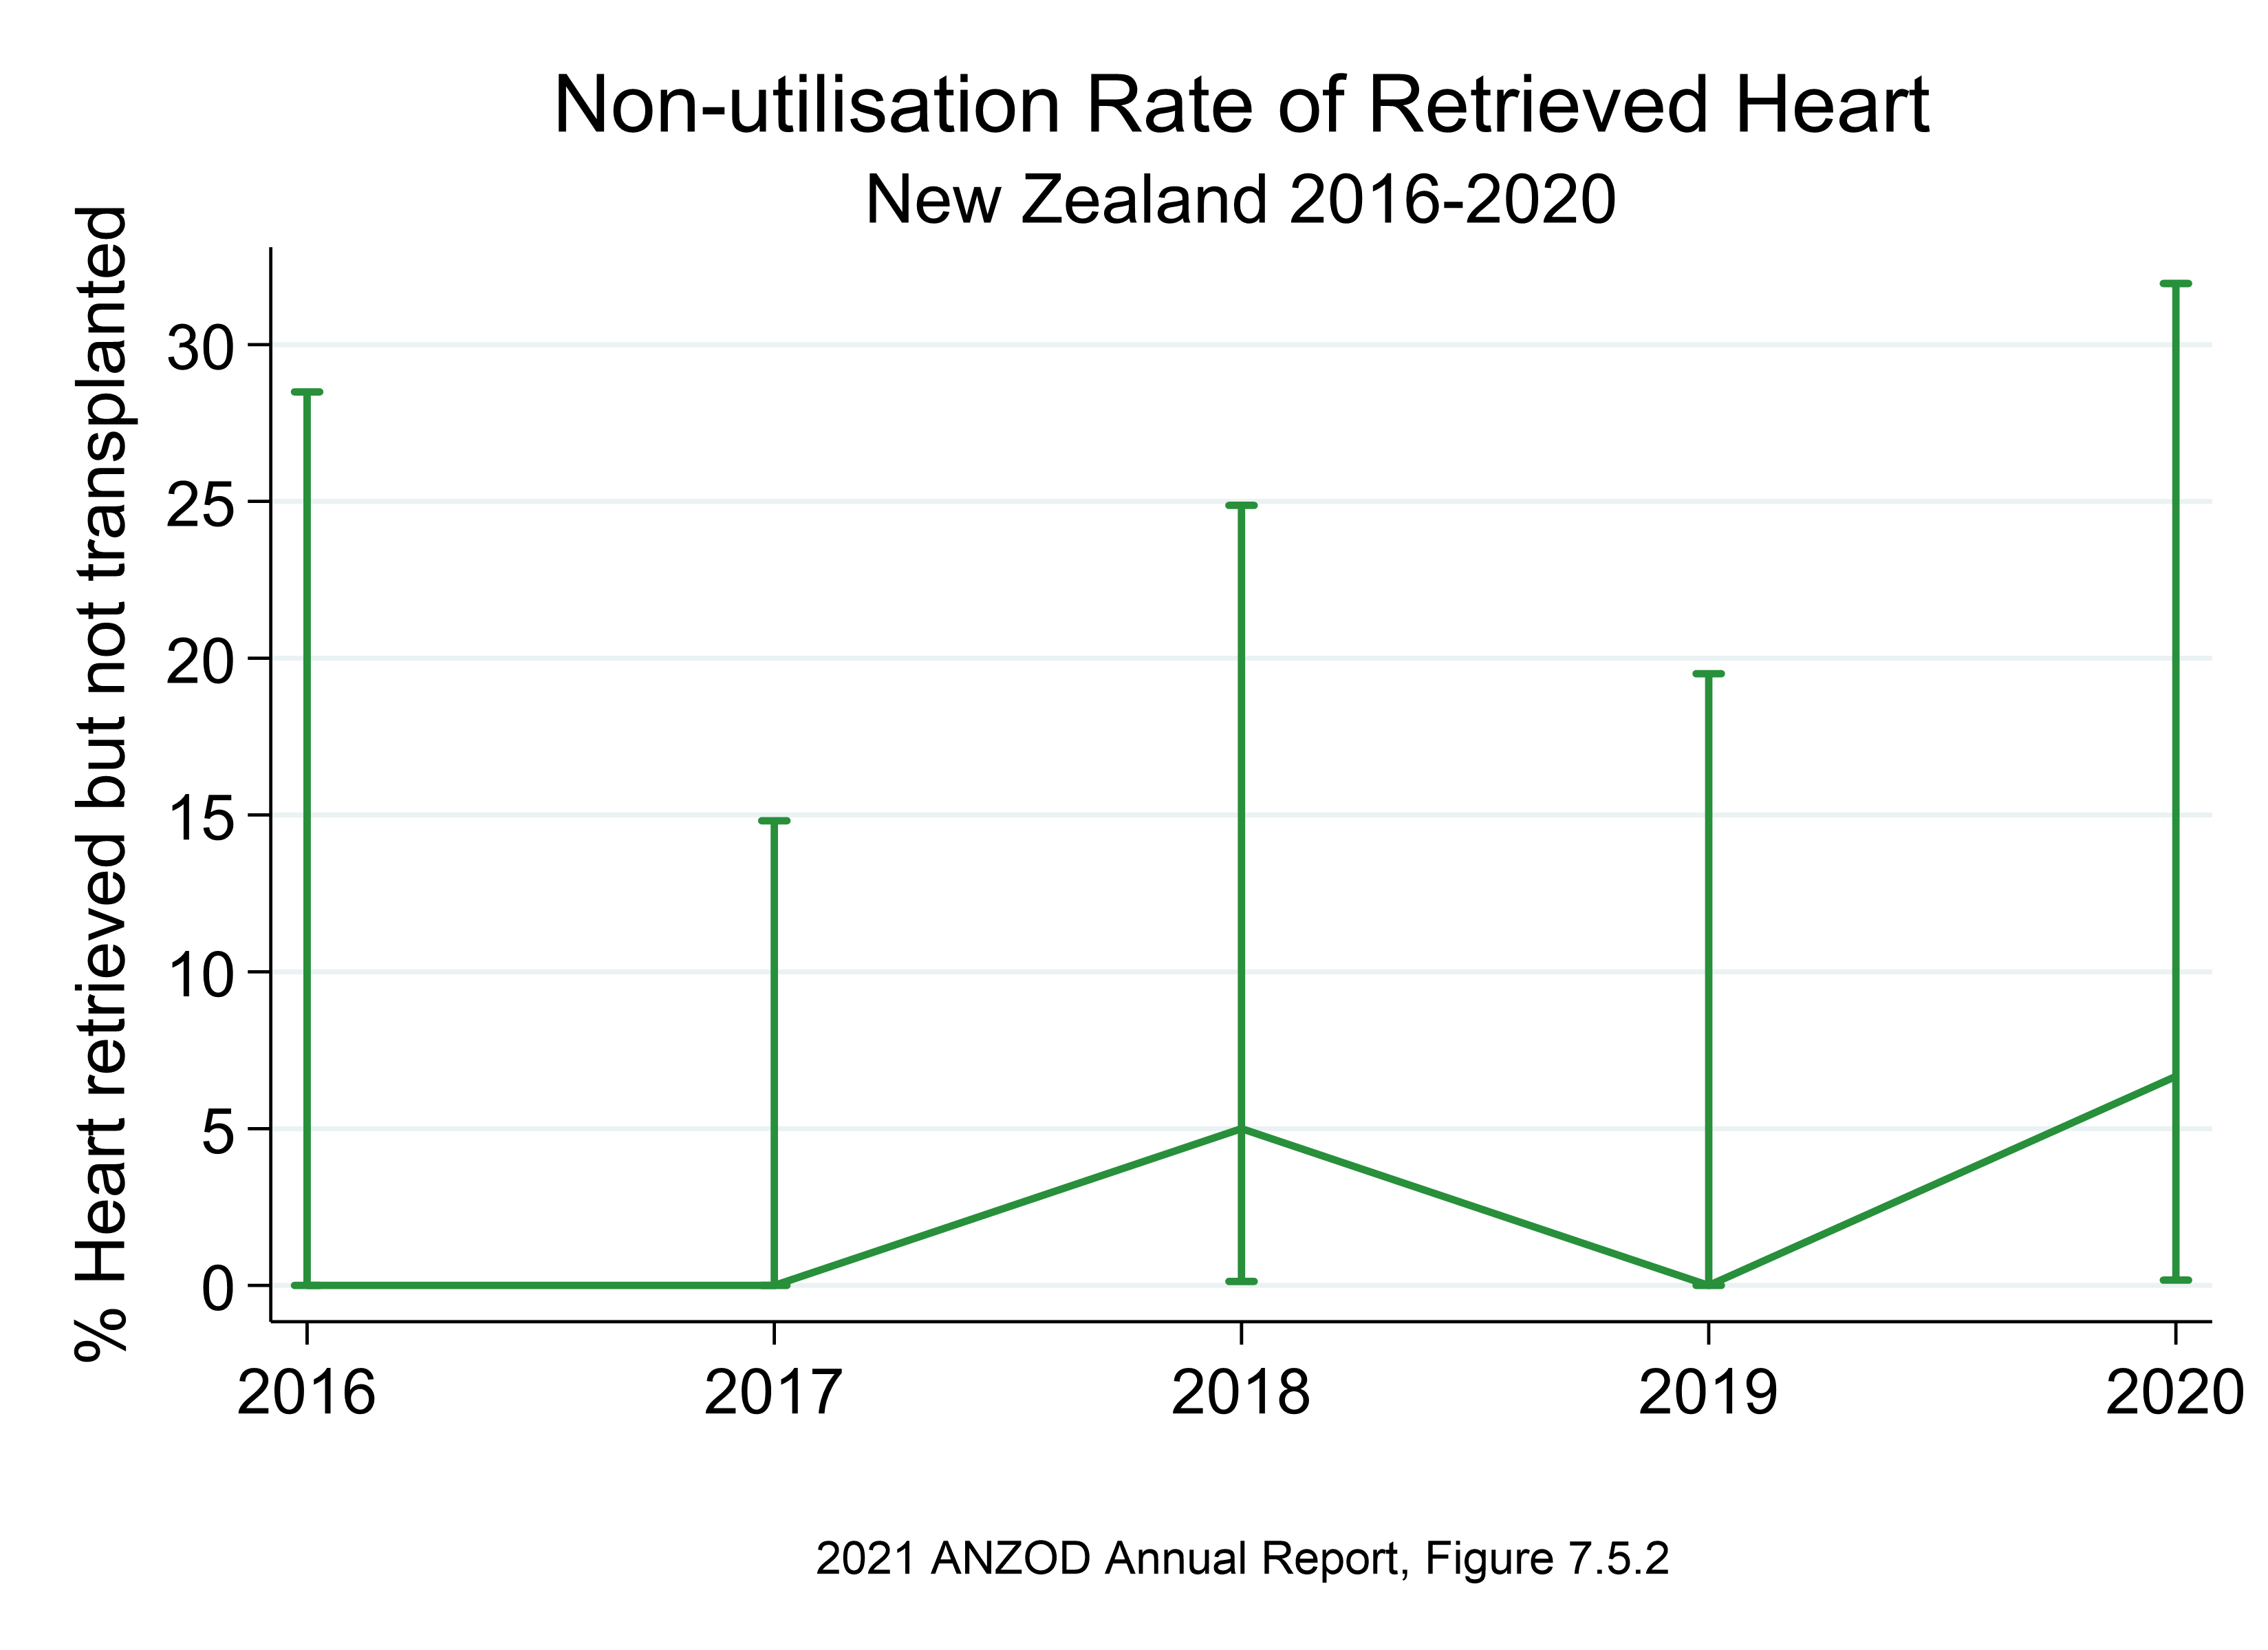 Non-utilisation Rate of Retrieved Heart
New Zealand 2016-2020
% Heart retrieved but not transplanted
30
25
20
15
10
5
0
2016 2017 2018 2019 2020
2021 ANZOD Annual Report, Figure 7.5.2